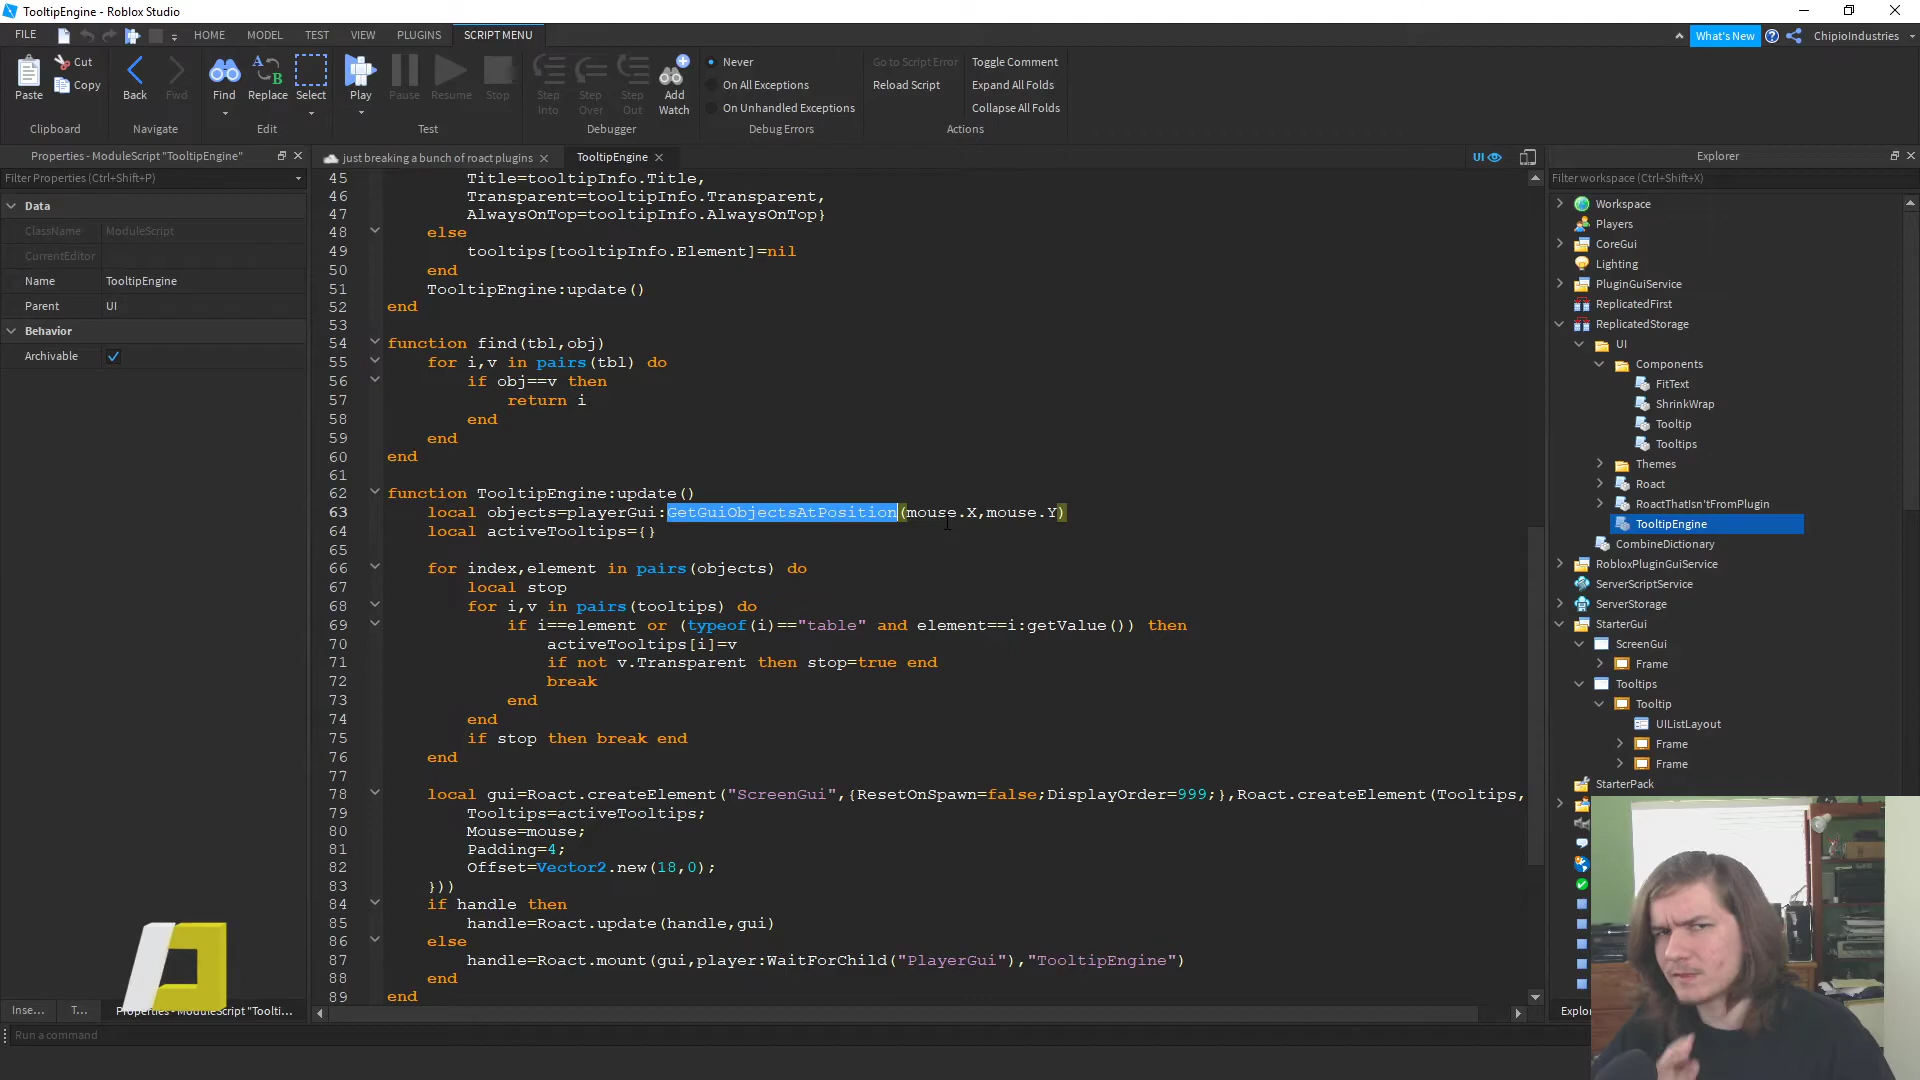 TooltipEngine - Roblox Studio
FILE HOME MODEL TEST VIEW PLUGINS SCRIPT MENU What's New ChipioIndustries
Paste Cut Copy Back Fwd Find Replace Select Play Pause Resume Stop Step Into Step Over Step Out Add Watch Never On All Exceptions On Unhandled Exceptions Go to Script Error Reload Script Toggle Comment Expand All Folds Collapse All Folds
Clipboard Navigate Edit Test Debugger Debug Errors Actions
Properties - ModuleScript "TooltipEngine"
Filter Properties (Ctrl+Shift+P)
Data
ClassName ModuleScript
CurrentEditor
Name TooltipEngine
Parent UI
Behavior
Archivable
just breaking a bunch of roact plugins TooltipEngine UI
45 Title=tooltipInfo.Title,
46 Transparent=tooltipInfo.Transparent,
47 AlwaysOnTop=tooltipInfo.AlwaysOnTop}
48 else
49 tooltips[tooltipInfo.Element]=nil
50 end
51 TooltipEngine:update()
52 end
53
54 function find(tbl,obj)
55 for i,v in pairs(tbl) do
56 if obj==v then
57 return i
58 end
59 end
60 end
61
62 function TooltipEngine:update()
63 local objects=playerGui:GetGuiObjectsAtPosition(mouse.X,mouse.Y)
64 local activeTooltips={}
65
66 for index,element in pairs(objects) do
67 local stop
68 for i,v in pairs(tooltips) do
69 if i==element or (typeof(i)=="table" and element==i:getValue()) then
70 activeTooltips[i]=v
71 if not v.Transparent then stop=true end
72 break
73 end
74 end
75 if stop then break end
76 end
77
78 local gui=Roact.createElement("ScreenGui",{ResetOnSpawn=false;DisplayOrder=999;},Roact.createElement(Tooltips,
79 Tooltips=activeTooltips;
80 Mouse=mouse;
81 Padding=4;
82 Offset=Vector2.new(18,0);
83 }))
84 if handle then
85 handle=Roact.update(handle,gui)
86 else
87 handle=Roact.mount(gui,player:WaitForChild("PlayerGui"),"TooltipEngine")
88 end
89 end
Explorer
Filter workspace (Ctrl+Shift+X)
Workspace
Players
CoreGui
Lighting
PluginGuiService
ReplicatedFirst
ReplicatedStorage
UI
Components
FitText
ShrinkWrap
Tooltip
Tooltips
Themes
Roact
RoactThatIsn'tFromPlugin
TooltipEngine
CombineDictionary
RobloxPluginGuiService
ServerScriptService
ServerStorage
StarterGui
ScreenGui
Frame
Tooltips
Tooltip
UIListLayout
Frame
Frame
StarterPack
Inse... T... Properties - ModuleScript "Toolti...
Explor
Run a command